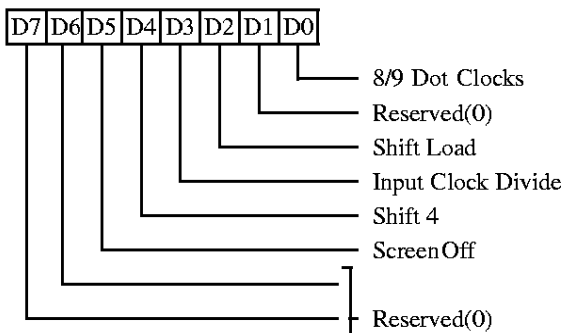 D7 D6 D5 D4 D3 D2 D1 D0
8/9 Dot Clocks
Reserved(0)
Shift Load
Input Clock Divide
Shift 4
Screen Off
Reserved(0)